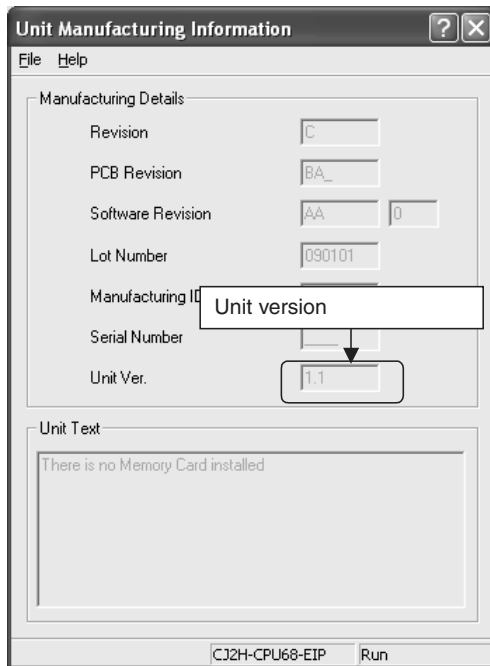 Unit Manufacturing Information
File Help
Manufacturing Details
Revision C
PCB Revision BA_
Software Revision AA 0
Lot Number 090101
Manufacturing ID
Unit version
Serial Number ___
Unit Ver. 1.1
Unit Text
There is no Memory Card installed
CJ2H-CPU68-EIP Run